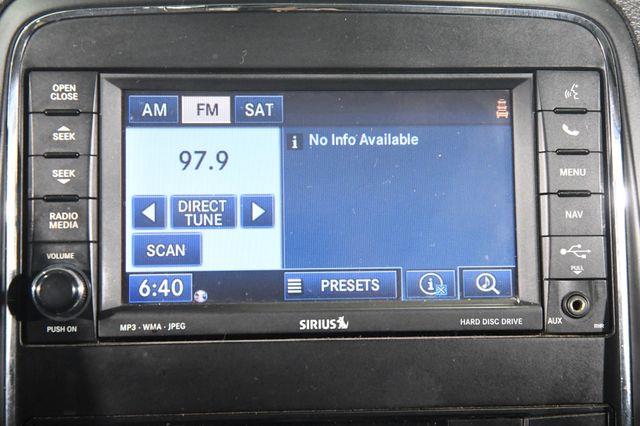 OPEN
CLOSE
SEEK
SEEK
RADIO
MEDIA
VOLUME
PUSH ON
AM
FM
SAT
97.9
DIRECT
TUNE
SCAN
6:40
i No Info Available
PRESETS
i
MENU
NAV
PULL
AUX
RHR
MP3 · WMA · JPEG
SIRIUS
HARD DISC DRIVE